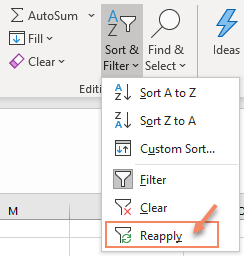 AutoSum
Fill
Clear
Sort &
Filter
Find &
Select
Ideas
Editi
Sort A to Z
Sort Z to A
Custom Sort...
Filter
Clear
Reapply
M